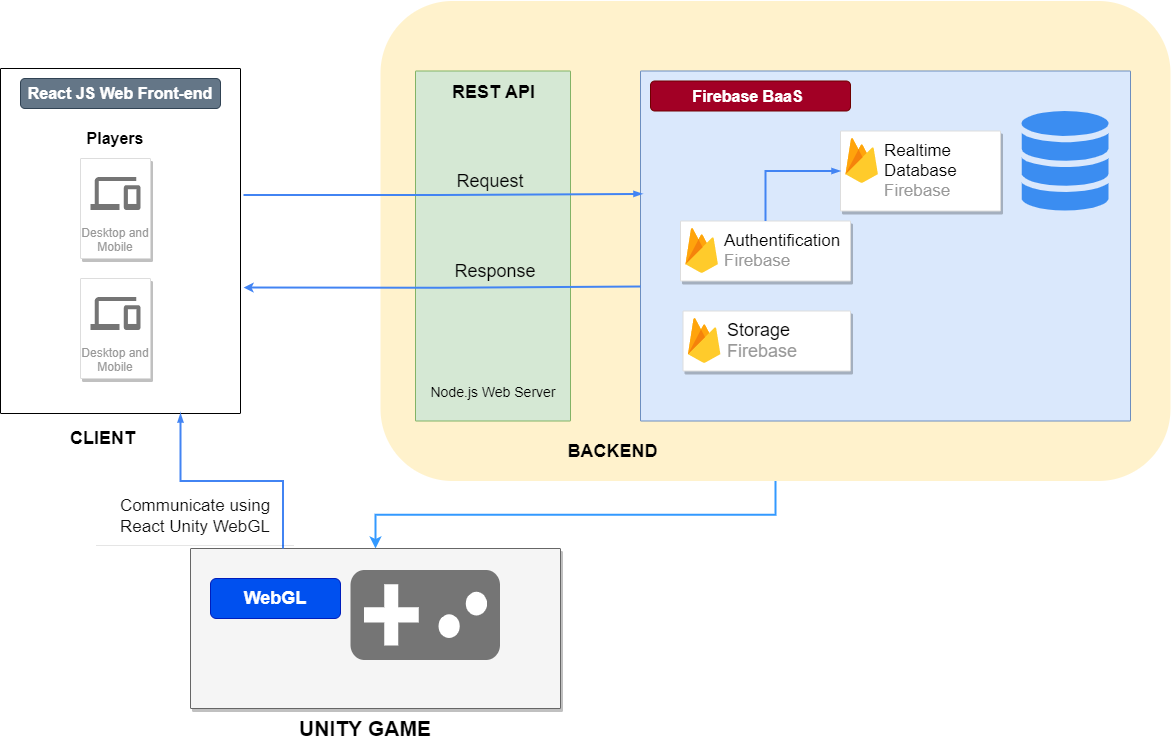 React JS Web Front-end
Players
Desktop and
Mobile
Desktop and
Mobile
CLIENT
REST API
Request
Response
Node.js Web Server
Firebase BaaS
Realtime
Database
Firebase
Authentification
Firebase
Storage
Firebase
BACKEND
Communicate using
React Unity WebGL
WebGL
UNITY GAME